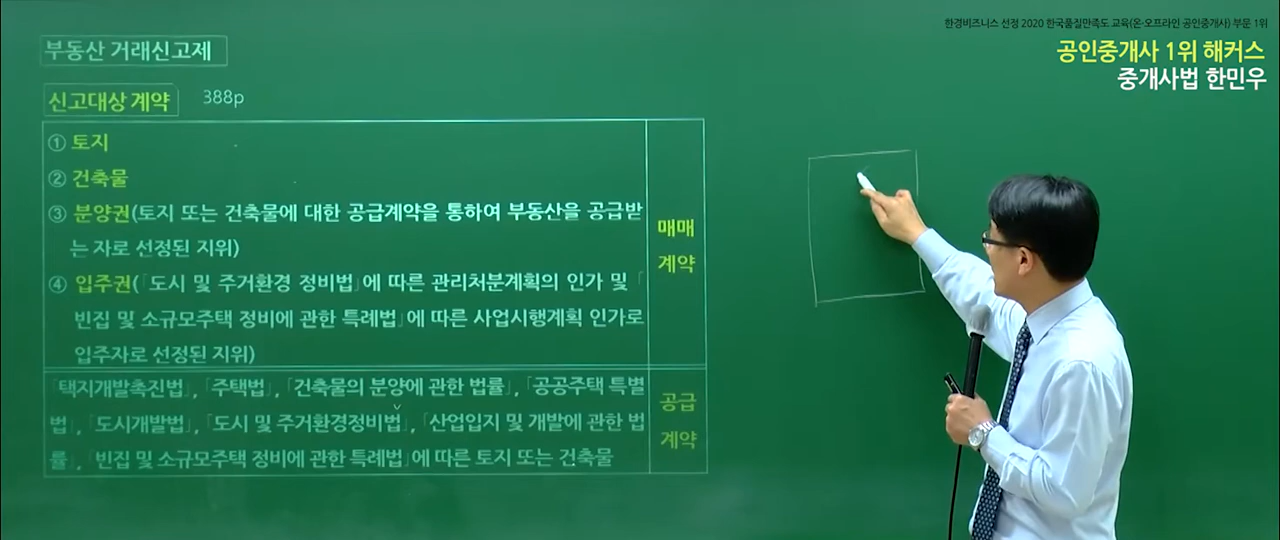 한경비즈니스 선정 2020 한국품질만족도 교육(온·오프라인 공인중개사) 부문 1위
공인중개사 1위 해커스
중개사법 한민우
부동산 거래신고제
신고대상 계약 388p
① 토지
② 건축물
③ 분양권(토지 또는 건축물에 대한 공급계약을 통하여 부동산을 공급받
는 자로 선정된 지위)
④ 입주권(「도시 및 주거환경 정비법」에 따른 관리처분계획의 인가 및 「
빈집 및 소규모주택 정비에 관한 특례법」에 따른 사업시행계획 인가로
입주자로 선정된 지위)
매매
계약
「택지개발촉진법」, 「주택법」, 「건축물의 분양에 관한 법률」, 「공공주택 특별
법」, 「도시개발법」, 「도시 및 주거환경정비법」, 「산업입지 및 개발에 관한 법
률」, 「빈집 및 소규모주택 정비에 관한 특례법」에 따른 토지 또는 건축물
공급
계약